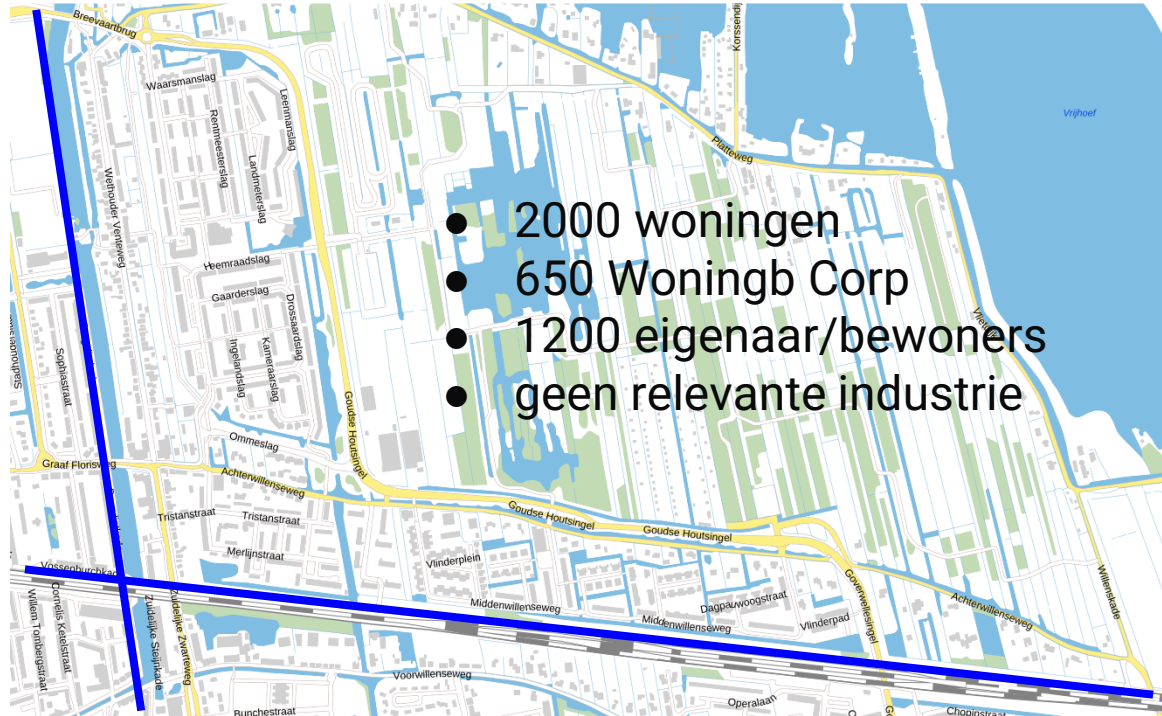 Breevaartbrug
Korssendijk
Waarsmanslag
Leenmanslag
Rentmeesterslag
Landmeterslag
Vrijhoef
Platteweg
Wethouder Venteweg
• 2000 woningen
• 650 Woningb Corp
• 1200 eigenaar/bewoners
• geen relevante industrie
Heemraadslag
Gaarderslag
Drossaardslag
Ingelandslag
Kameraarslag
Sophiastraat
Goudse Houtsingel
Ommeslag
Graaf Florisweg
Achterwillenseweg
Tristanstraat
Tristanstraat
Goudse Houtsingel
Goudse Houtsingel
Merlijnstraat
Vlinderplein
Vossenburchkade
Willem Tombergstraat
Cornelis Ketelstraat
Zuidelijke Steijnkade
Zuidelijke Zwarteweg
Middenwillenseweg
Middenwillenseweg
Dagpauwoogstraat
Vlinderpad
Goverwellesingel
Achterwillenseweg
Willenskade
Voorwillenseweg
Bunchestraat
Operalaan
Chopinstraat